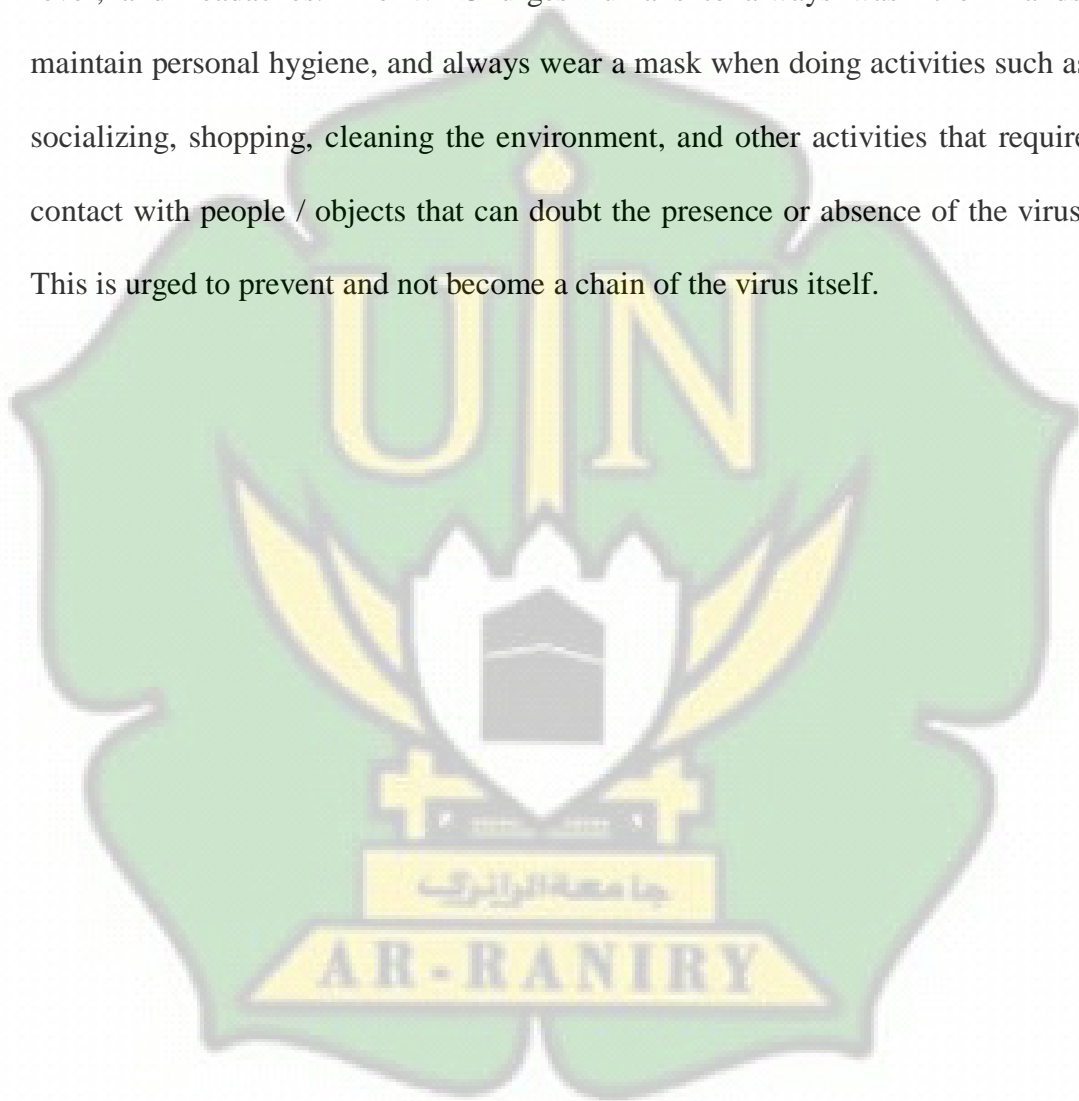 maintain personal hygiene, and always wear a mask when doing activities such as
socializing, shopping, cleaning the environment, and other activities that require
contact with people / objects that can doubt the presence or absence of the virus
This is urged to prevent and not become a chain of the virus itself.
UIN
جامعة الرانري
AR-RANIRY